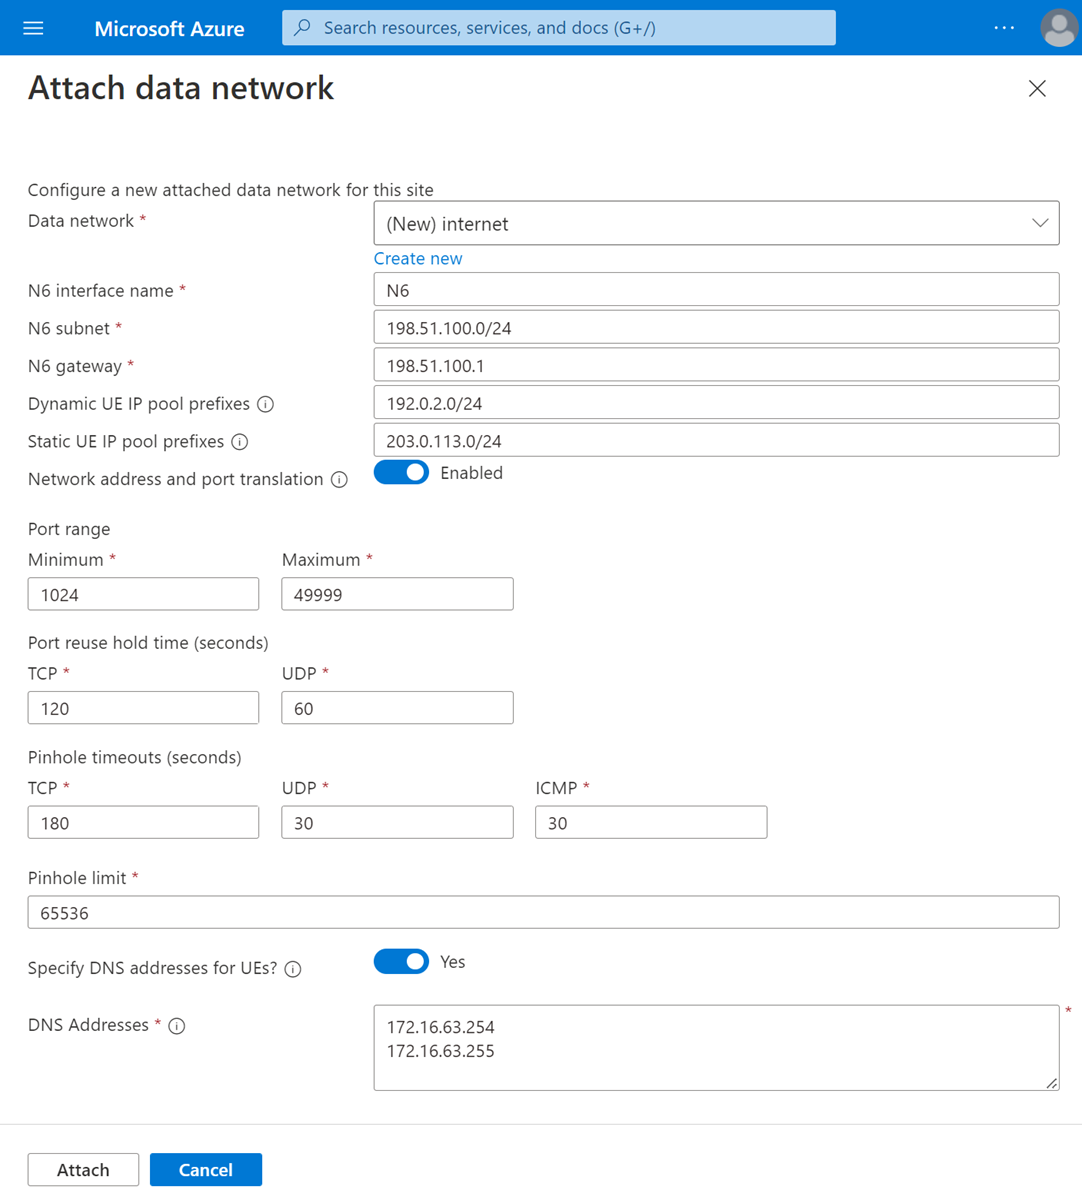 Microsoft Azure
Search resources, services, and docs (G+/)
Attach data network
Configure a new attached data network for this site
Data network *
(New) internet
Create new
N6 interface name *
N6
N6 subnet *
198.51.100.0/24
N6 gateway *
198.51.100.1
Dynamic UE IP pool prefixes
192.0.2.0/24
Static UE IP pool prefixes
203.0.113.0/24
Network address and port translation
Enabled
Port range
Minimum * Maximum *
1024 49999
Port reuse hold time (seconds)
TCP * UDP *
120 60
Pinhole timeouts (seconds)
TCP * UDP * ICMP *
180 30 30
Pinhole limit *
65536
Specify DNS addresses for UEs?
Yes
DNS Addresses *
172.16.63.254
172.16.63.255
*
Attach Cancel